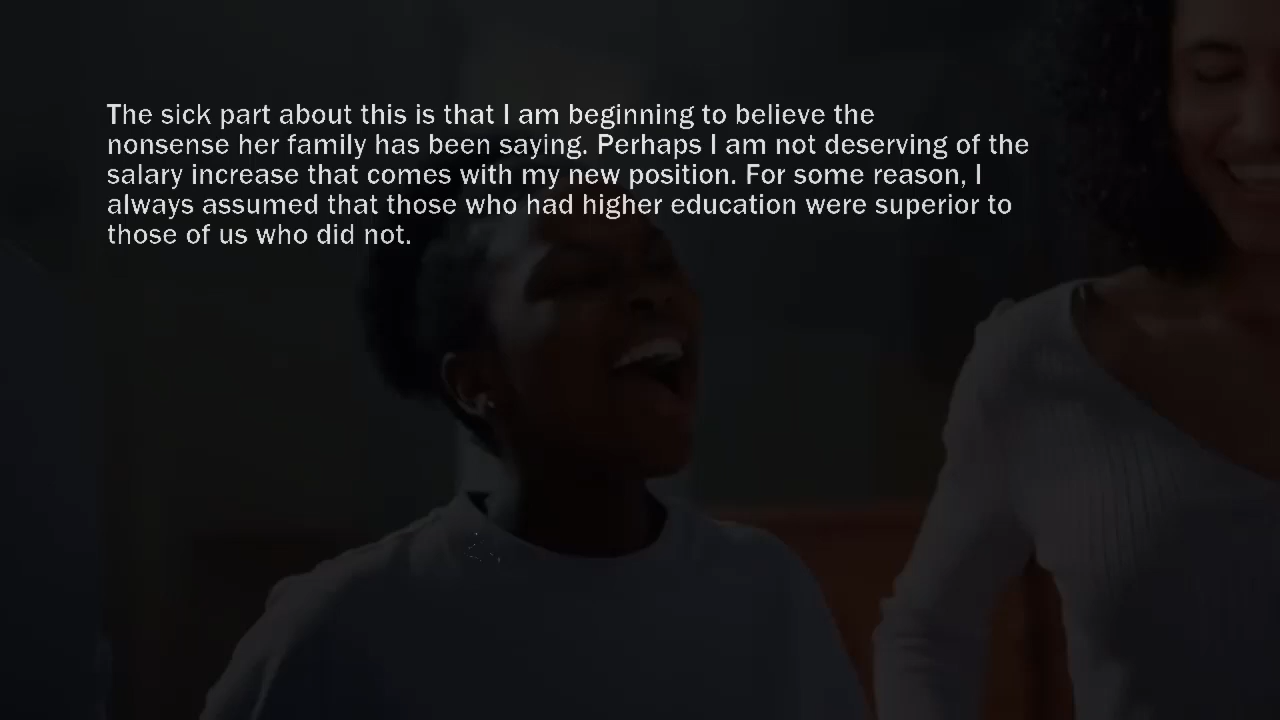 The sick part about this is that I am beginning to believe the
nonsense her family has been saying. Perhaps I am not deserving of the
salary increase that comes with my new position. For some reason, I
always assumed that those who had higher education were superior to
those of us who did not.